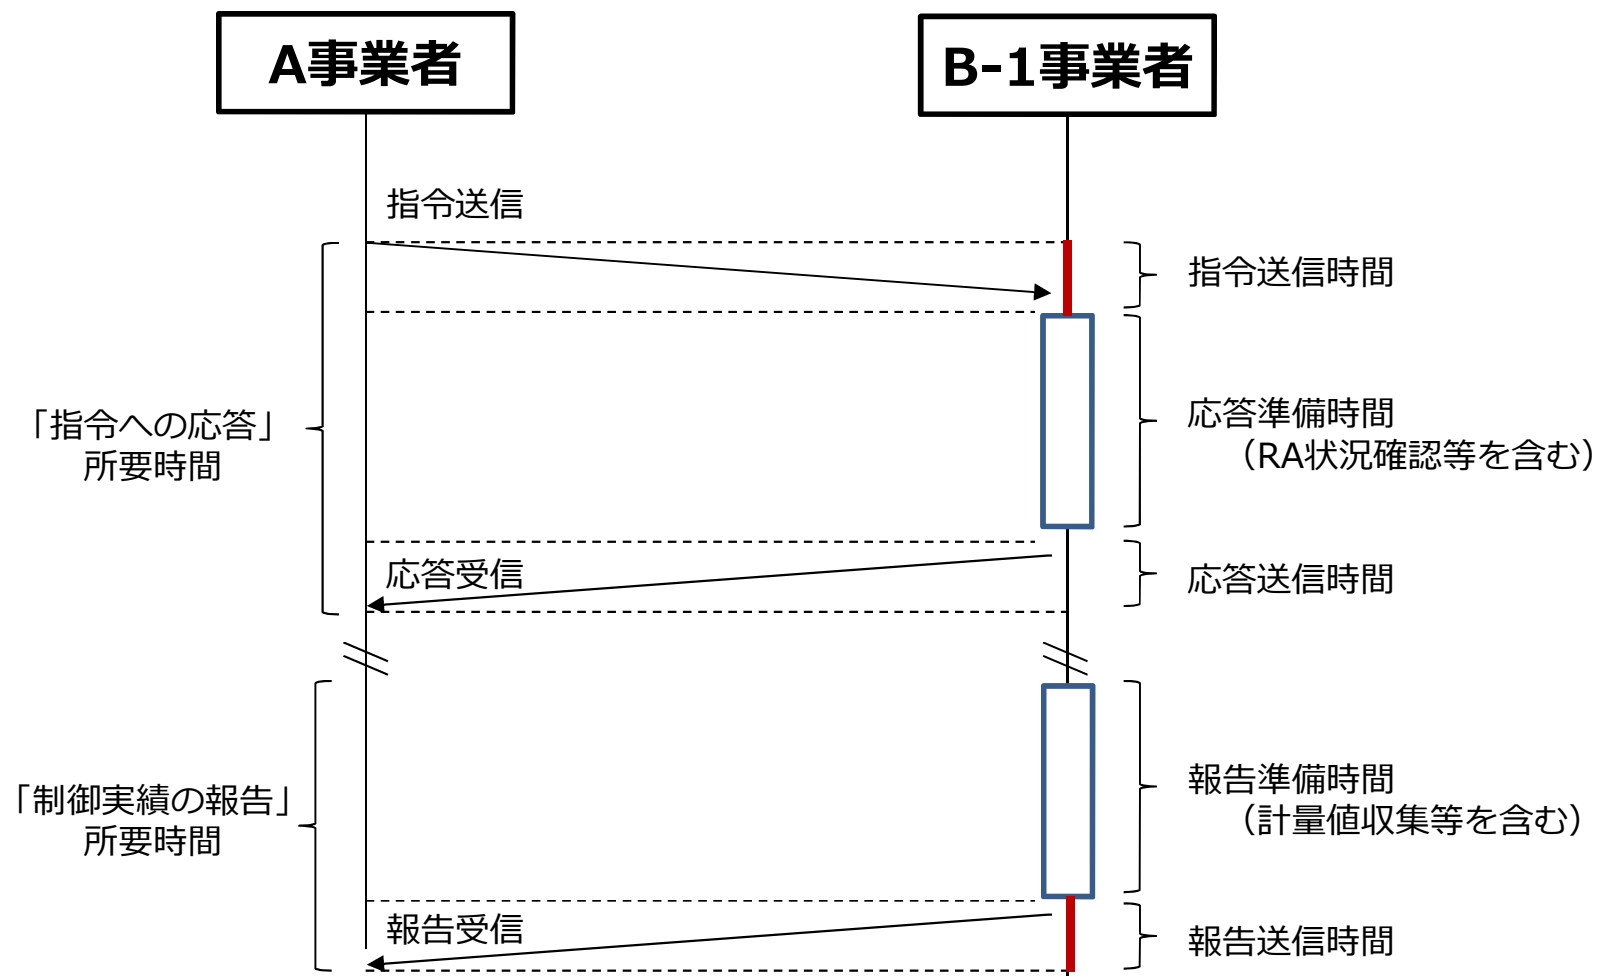 A事業者
B-1事業者
指令送信
指令送信時間
「指令への応答」
所要時間
応答準備時間
（RA状況確認等を含む）
応答受信
応答送信時間
「制御実績の報告」
所要時間
報告準備時間
（計量値収集等を含む）
報告受信
報告送信時間